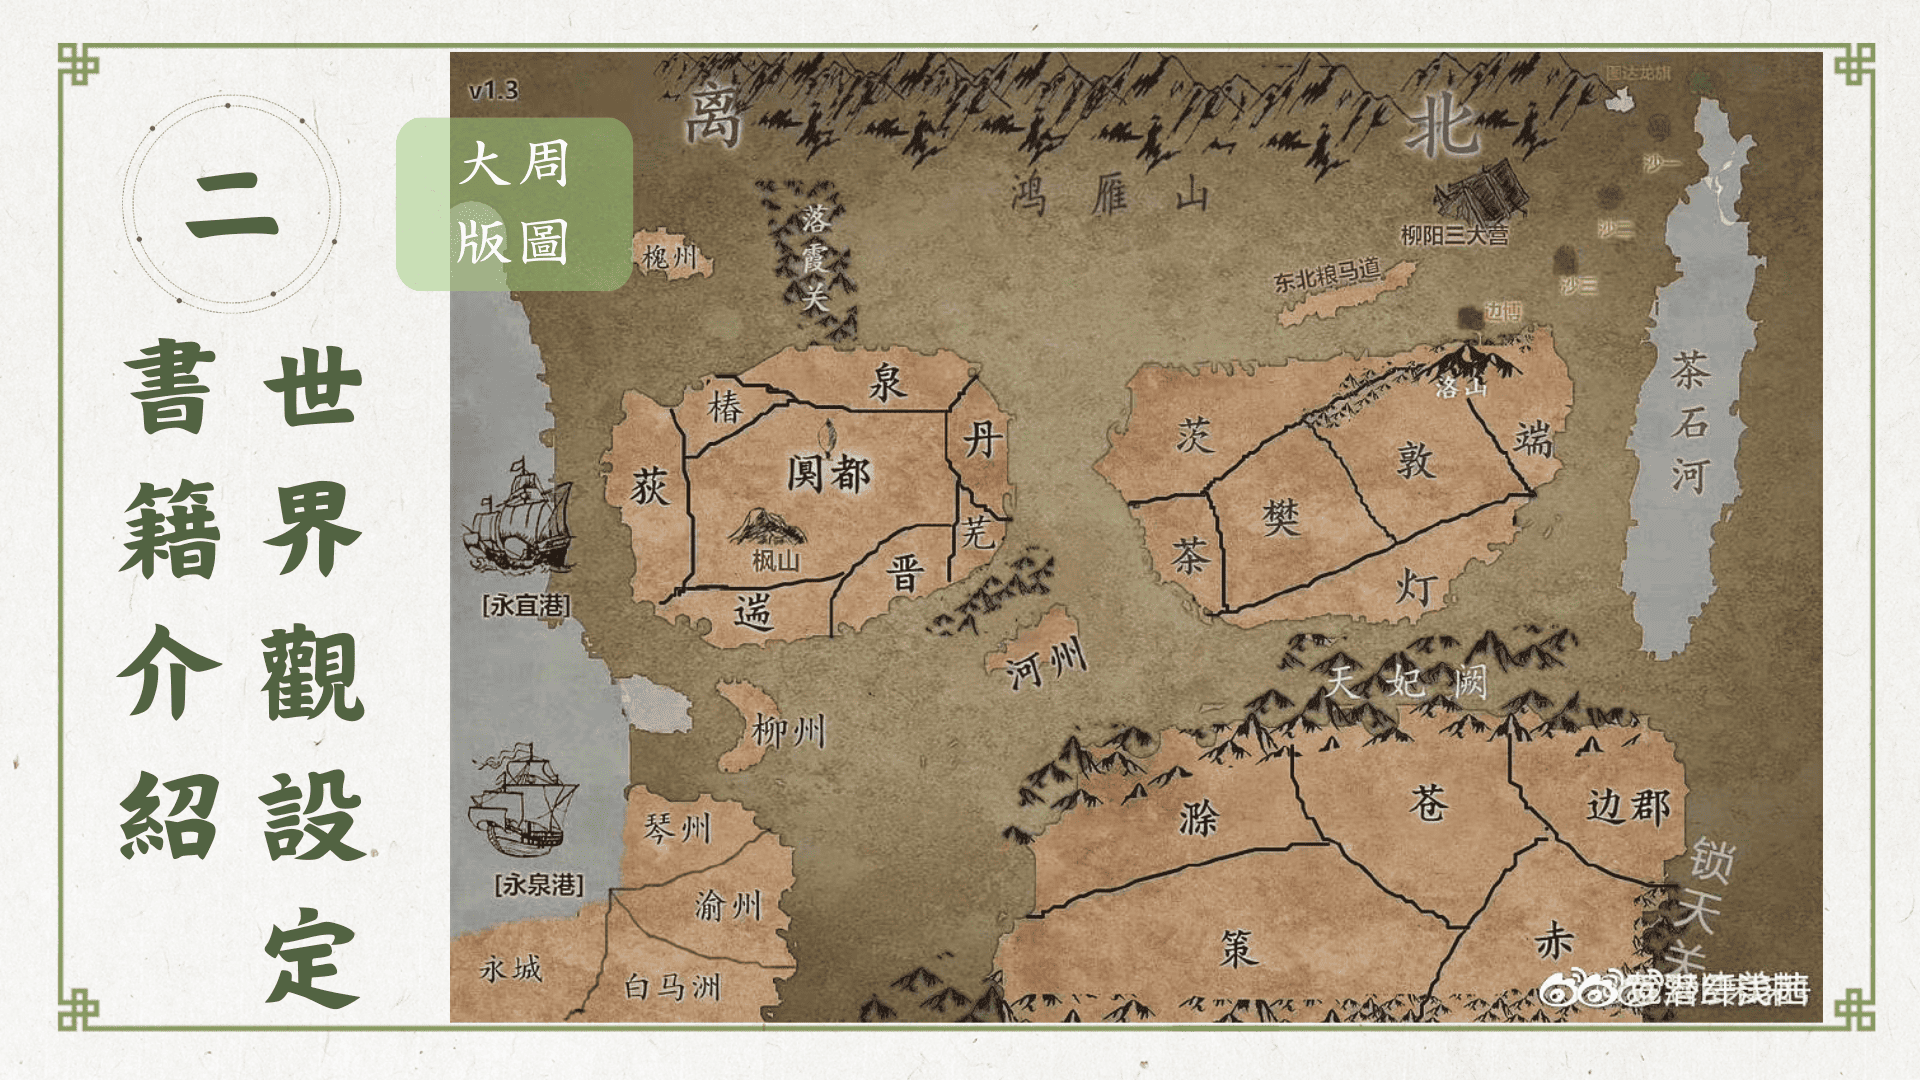 二
世界觀設定
書籍介紹
大周
版圖
v1.3
离北
图达龙旗
鸿雁山
沙一
柳阳三大营
沙二
落霞关
槐州
东北粮马道
沙三
边博
茶石河
泉
椿
丹
荻
阒都
枫山
芜
晋
遄
茨
洛山
端
敦
樊
茶
灯
[永宜港]
河州
天妃阙
柳州
[永泉港]
琴州
渝州
永城
白马洲
滁
苍
边郡
策
赤
锁天关